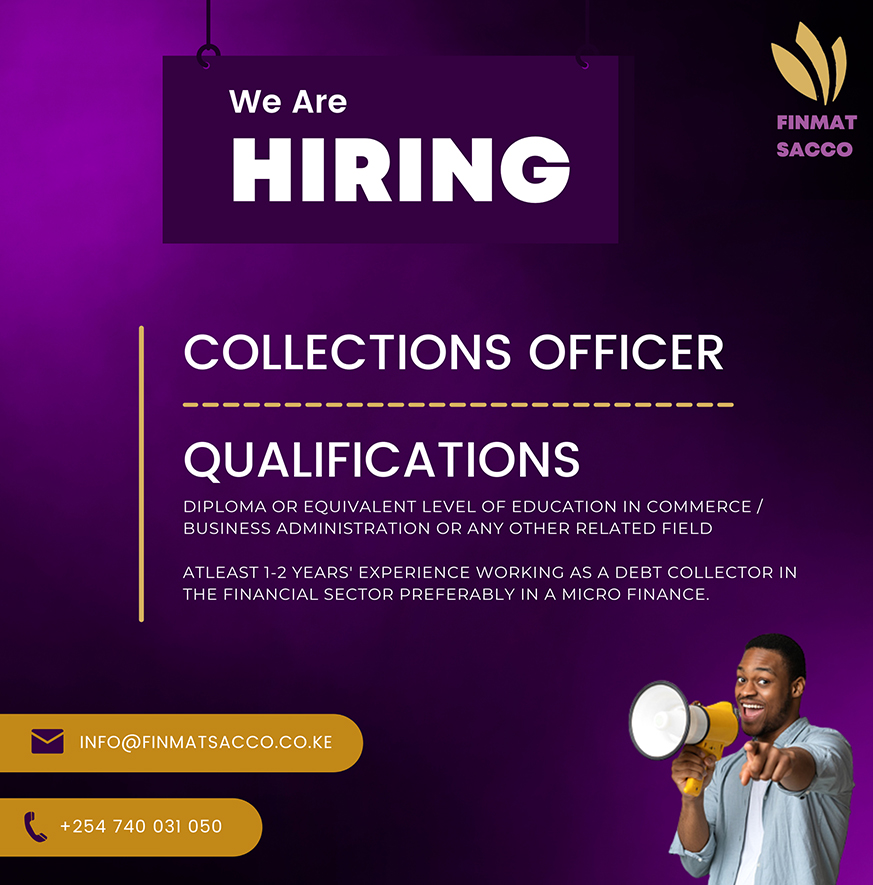 We Are
HIRING
FINMAT
SACCO
COLLECTIONS OFFICER
QUALIFICATIONS
DIPLOMA OR EQUIVALENT LEVEL OF EDUCATION IN COMMERCE /
BUSINESS ADMINISTRATION OR ANY OTHER RELATED FIELD
ATLEAST 1-2 YEARS' EXPERIENCE WORKING AS A DEBT COLLECTOR IN
THE FINANCIAL SECTOR PREFERABLY IN A MICRO FINANCE.
INFO@FINMATSACCO.CO.KE
+254 740 031 050